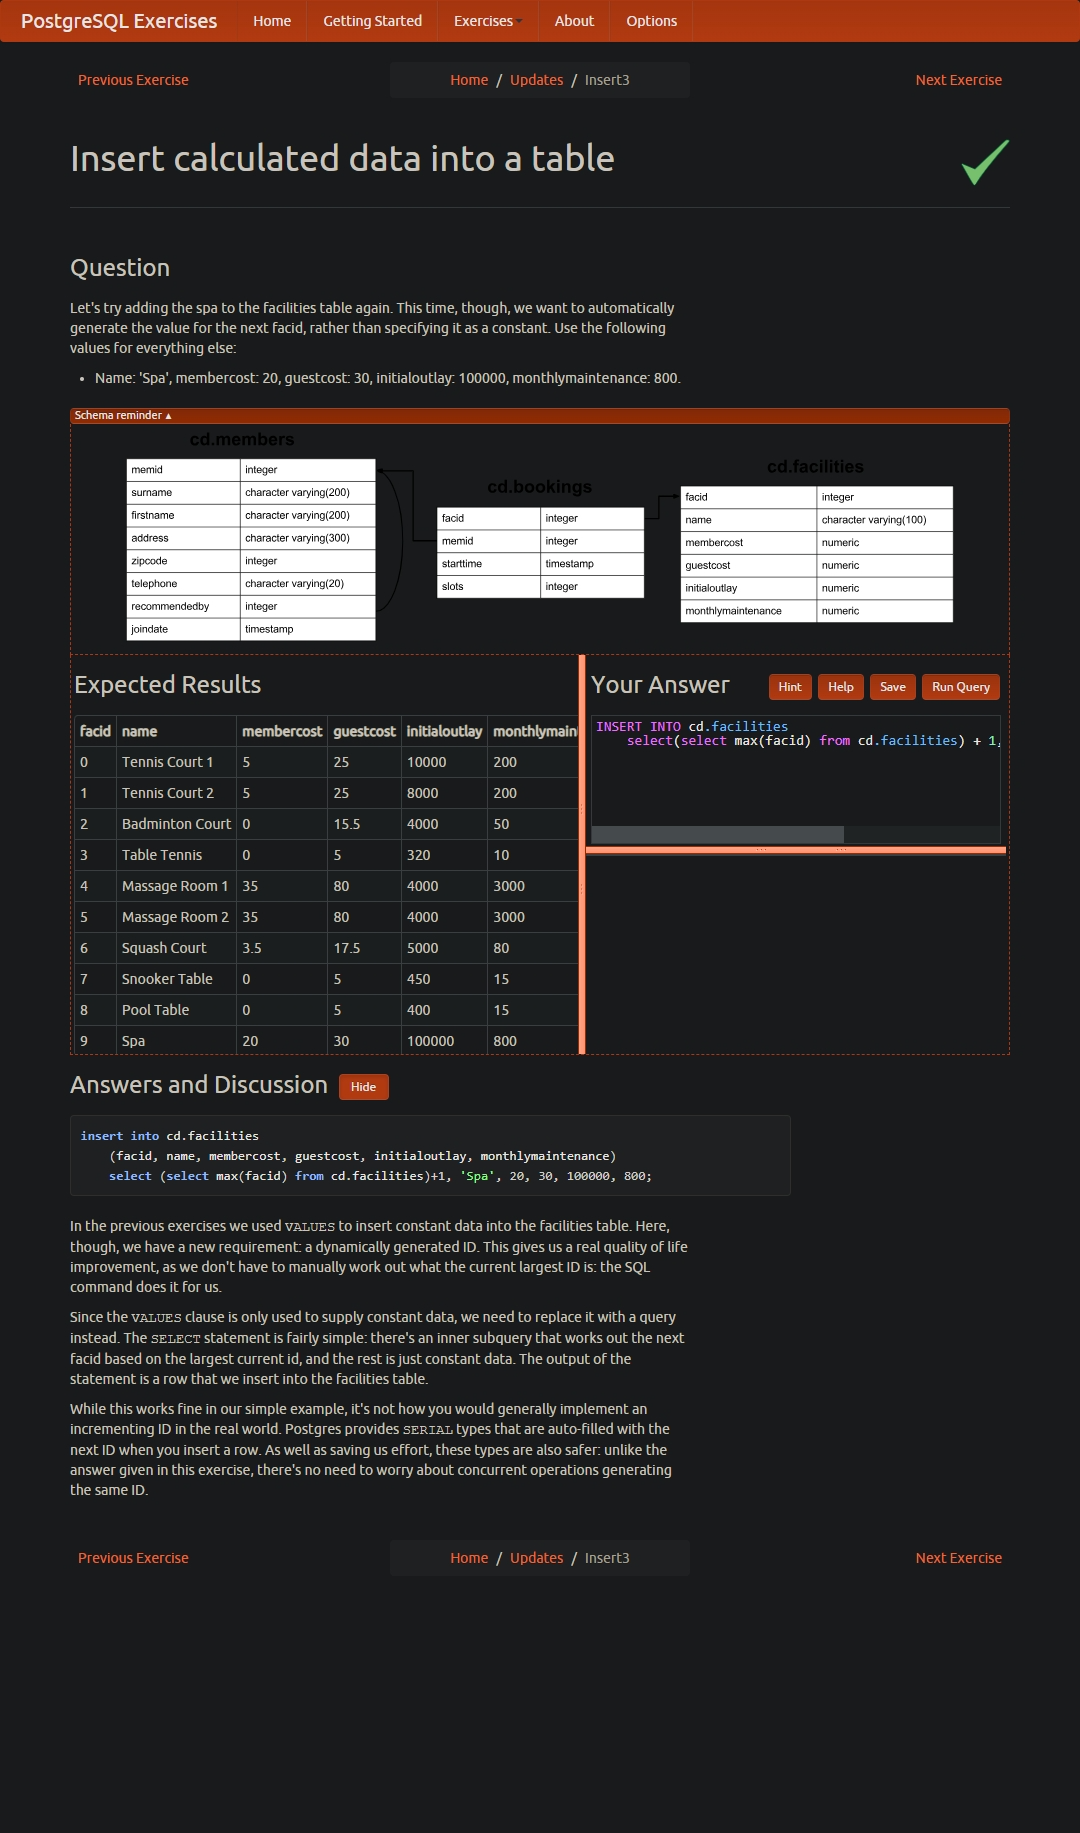 PostgreSQL Exercises Home Getting Started Exercises About Options
Previous Exercise Home / Updates / Insert3 Next Exercise
Insert calculated data into a table
Question
Let's try adding the spa to the facilities table again. This time, though, we want to automatically
generate the value for the next facid, rather than specifying it as a constant. Use the following
values for everything else:
• Name: 'Spa', membercost: 20, guestcost: 30, initialoutlay: 100000, monthlymaintenance: 800.
Schema reminder ▲
cd.members
memid integer
surname character varying(200)
firstname character varying(200)
address character varying(300)
zipcode integer
telephone character varying(20)
recommendedby integer
joindate timestamp
cd.bookings
facid integer
memid integer
starttime timestamp
slots integer
cd.facilities
facid integer
name character varying(100)
membercost numeric
guestcost numeric
initialoutlay numeric
monthlymaintenance numeric
Expected Results
facid name membercost guestcost initialoutlay monthlymain
0 Tennis Court 1 5 25 10000 200
1 Tennis Court 2 5 25 8000 200
2 Badminton Court 0 15.5 4000 50
3 Table Tennis 0 5 320 10
4 Massage Room 1 35 80 4000 3000
5 Massage Room 2 35 80 4000 3000
6 Squash Court 3.5 17.5 5000 80
7 Snooker Table 0 5 450 15
8 Pool Table 0 5 400 15
9 Spa 20 30 100000 800
Your Answer Hint Help Save Run Query
INSERT INTO cd.facilities
select(select max(facid) from cd.facilities) + 1,
Answers and Discussion Hide
insert into cd.facilities
(facid, name, membercost, guestcost, initialoutlay, monthlymaintenance)
select (select max(facid) from cd.facilities)+1, 'Spa', 20, 30, 100000, 800;
In the previous exercises we used VALUES to insert constant data into the facilities table. Here,
though, we have a new requirement: a dynamically generated ID. This gives us a real quality of life
improvement, as we don't have to manually work out what the current largest ID is: the SQL
command does it for us.
Since the VALUES clause is only used to supply constant data, we need to replace it with a query
instead. The SELECT statement is fairly simple: there's an inner subquery that works out the next
facid based on the largest current id, and the rest is just constant data. The output of the
statement is a row that we insert into the facilities table.
While this works fine in our simple example, it's not how you would generally implement an
incrementing ID in the real world. Postgres provides SERIAL types that are auto-filled with the
next ID when you insert a row. As well as saving us effort, these types are also safer: unlike the
answer given in this exercise, there's no need to worry about concurrent operations generating
the same ID.
Previous Exercise Home / Updates / Insert3 Next Exercise